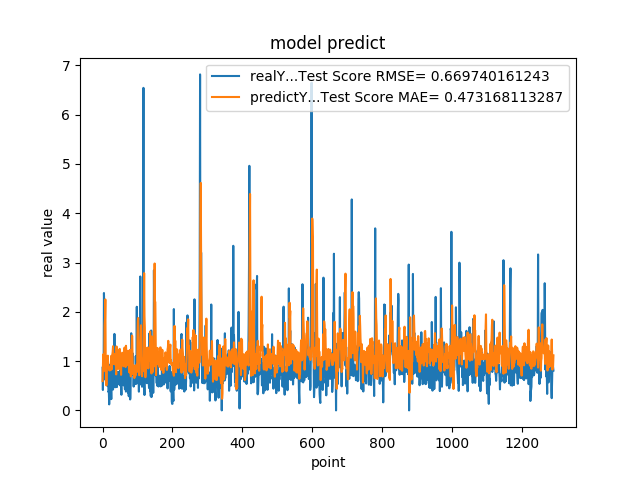 model predict
realY...Test Score RMSE= 0.669740161243
predictY...Test Score MAE= 0.473168113287
7
6
5
4
3
2
1
0
real value
0 200 400 600 800 1000 1200
point